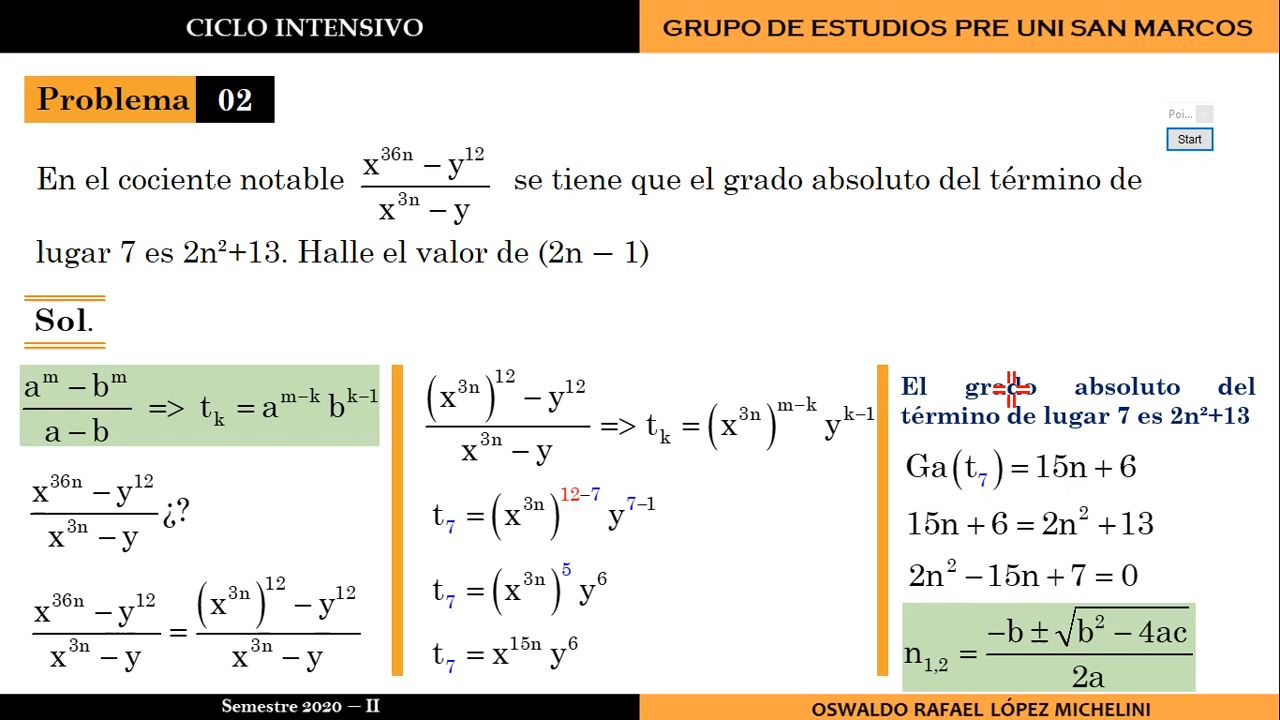 CICLO INTENSIVO
GRUPO DE ESTUDIOS PRE UNI SAN MARCOS
Problema 02
Poi...
Start
En el cociente notable (x^{36n} − y^{12})/(x^{3n} − y) se tiene que el grado absoluto del término de
lugar 7 es 2n²+13. Halle el valor de (2n − 1)
Sol.
(a^m − b^m)/(a − b) => t_k = a^{m−k} b^{k−1}
(x^{36n} − y^{12})/(x^{3n} − y) ¿?
(x^{36n} − y^{12})/(x^{3n} − y) = ((x^{3n})^{12} − y^{12})/(x^{3n} − y)
((x^{3n})^{12} − y^{12})/(x^{3n} − y) => t_k = (x^{3n})^{m−k} y^{k−1}
t_7 = (x^{3n})^{12−7} y^{7−1}
t_7 = (x^{3n})^5 y^6
t_7 = x^{15n} y^6
El grado absoluto del
término de lugar 7 es 2n²+13
Ga(t_7) = 15n + 6
15n + 6 = 2n² + 13
2n² − 15n + 7 = 0
n_{1,2} = (−b ± √(b² − 4ac))/(2a)
Semestre 2020 – II
OSWALDO RAFAEL LÓPEZ MICHELINI